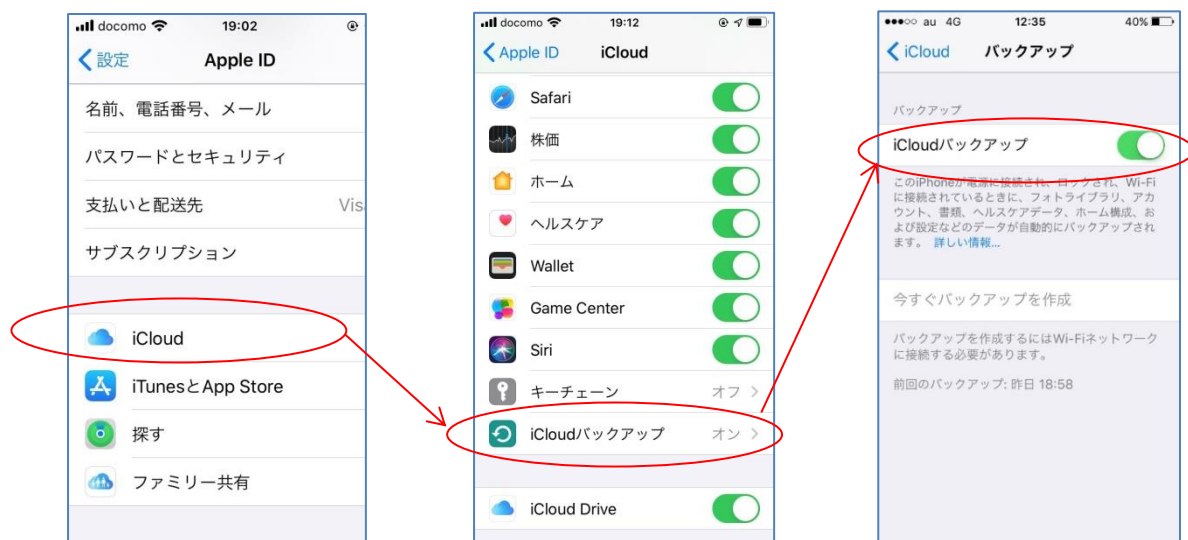 docomo 19:02
設定 Apple ID
名前、電話番号、メール
パスワードとセキュリティ
支払いと配送先 Vis
サブスクリプション
iCloud
iTunesとApp Store
探す
ファミリー共有
docomo 19:12
Apple ID iCloud
Safari
株価
ホーム
ヘルスケア
Wallet
Game Center
Siri
キーチェーン オフ
iCloudバックアップ オン
iCloud Drive
au 4G 12:35 40%
iCloud バックアップ
バックアップ
iCloudバックアップ
このiPhoneが電源に接続され、ロックされ、Wi-Fi
に接続されているときに、フォトライブラリ、アカ
ウント、書類、ヘルスケアデータ、ホーム構成、お
よび設定などのデータが自動的にバックアップされ
ます。 詳しい情報...
今すぐバックアップを作成
バックアップを作成するにはWi-Fiネットワーク
に接続する必要があります。
前回のバックアップ: 昨日 18:58